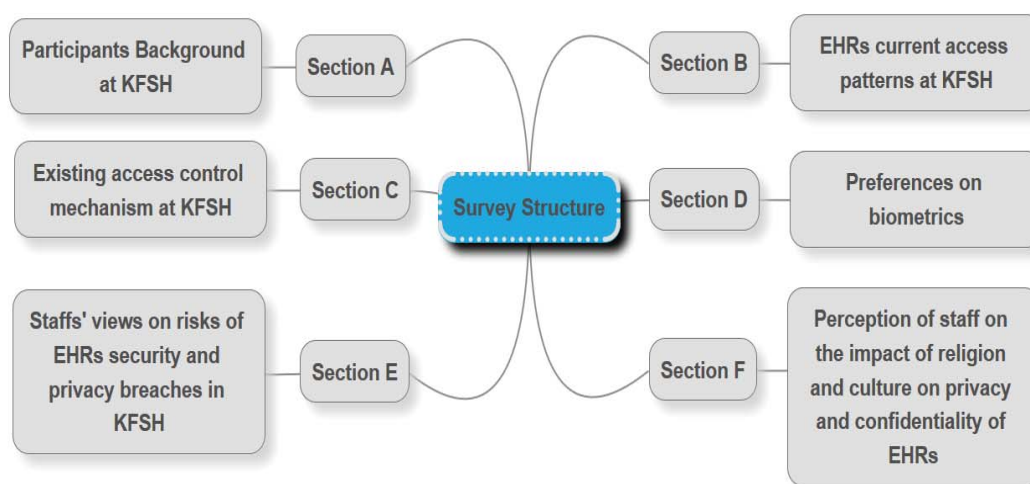 Participants Background
at KFSH
Section A
Section B
EHRs current access
patterns at KFSH
Existing access control
mechanism at KFSH
Section C
Survey Structure
Section D
Preferences on
biometrics
Staffs' views on risks of
EHRs security and
privacy breaches in
KFSH
Section E
Section F
Perception of staff on
the impact of religion
and culture on privacy
and confidentiality of
EHRs